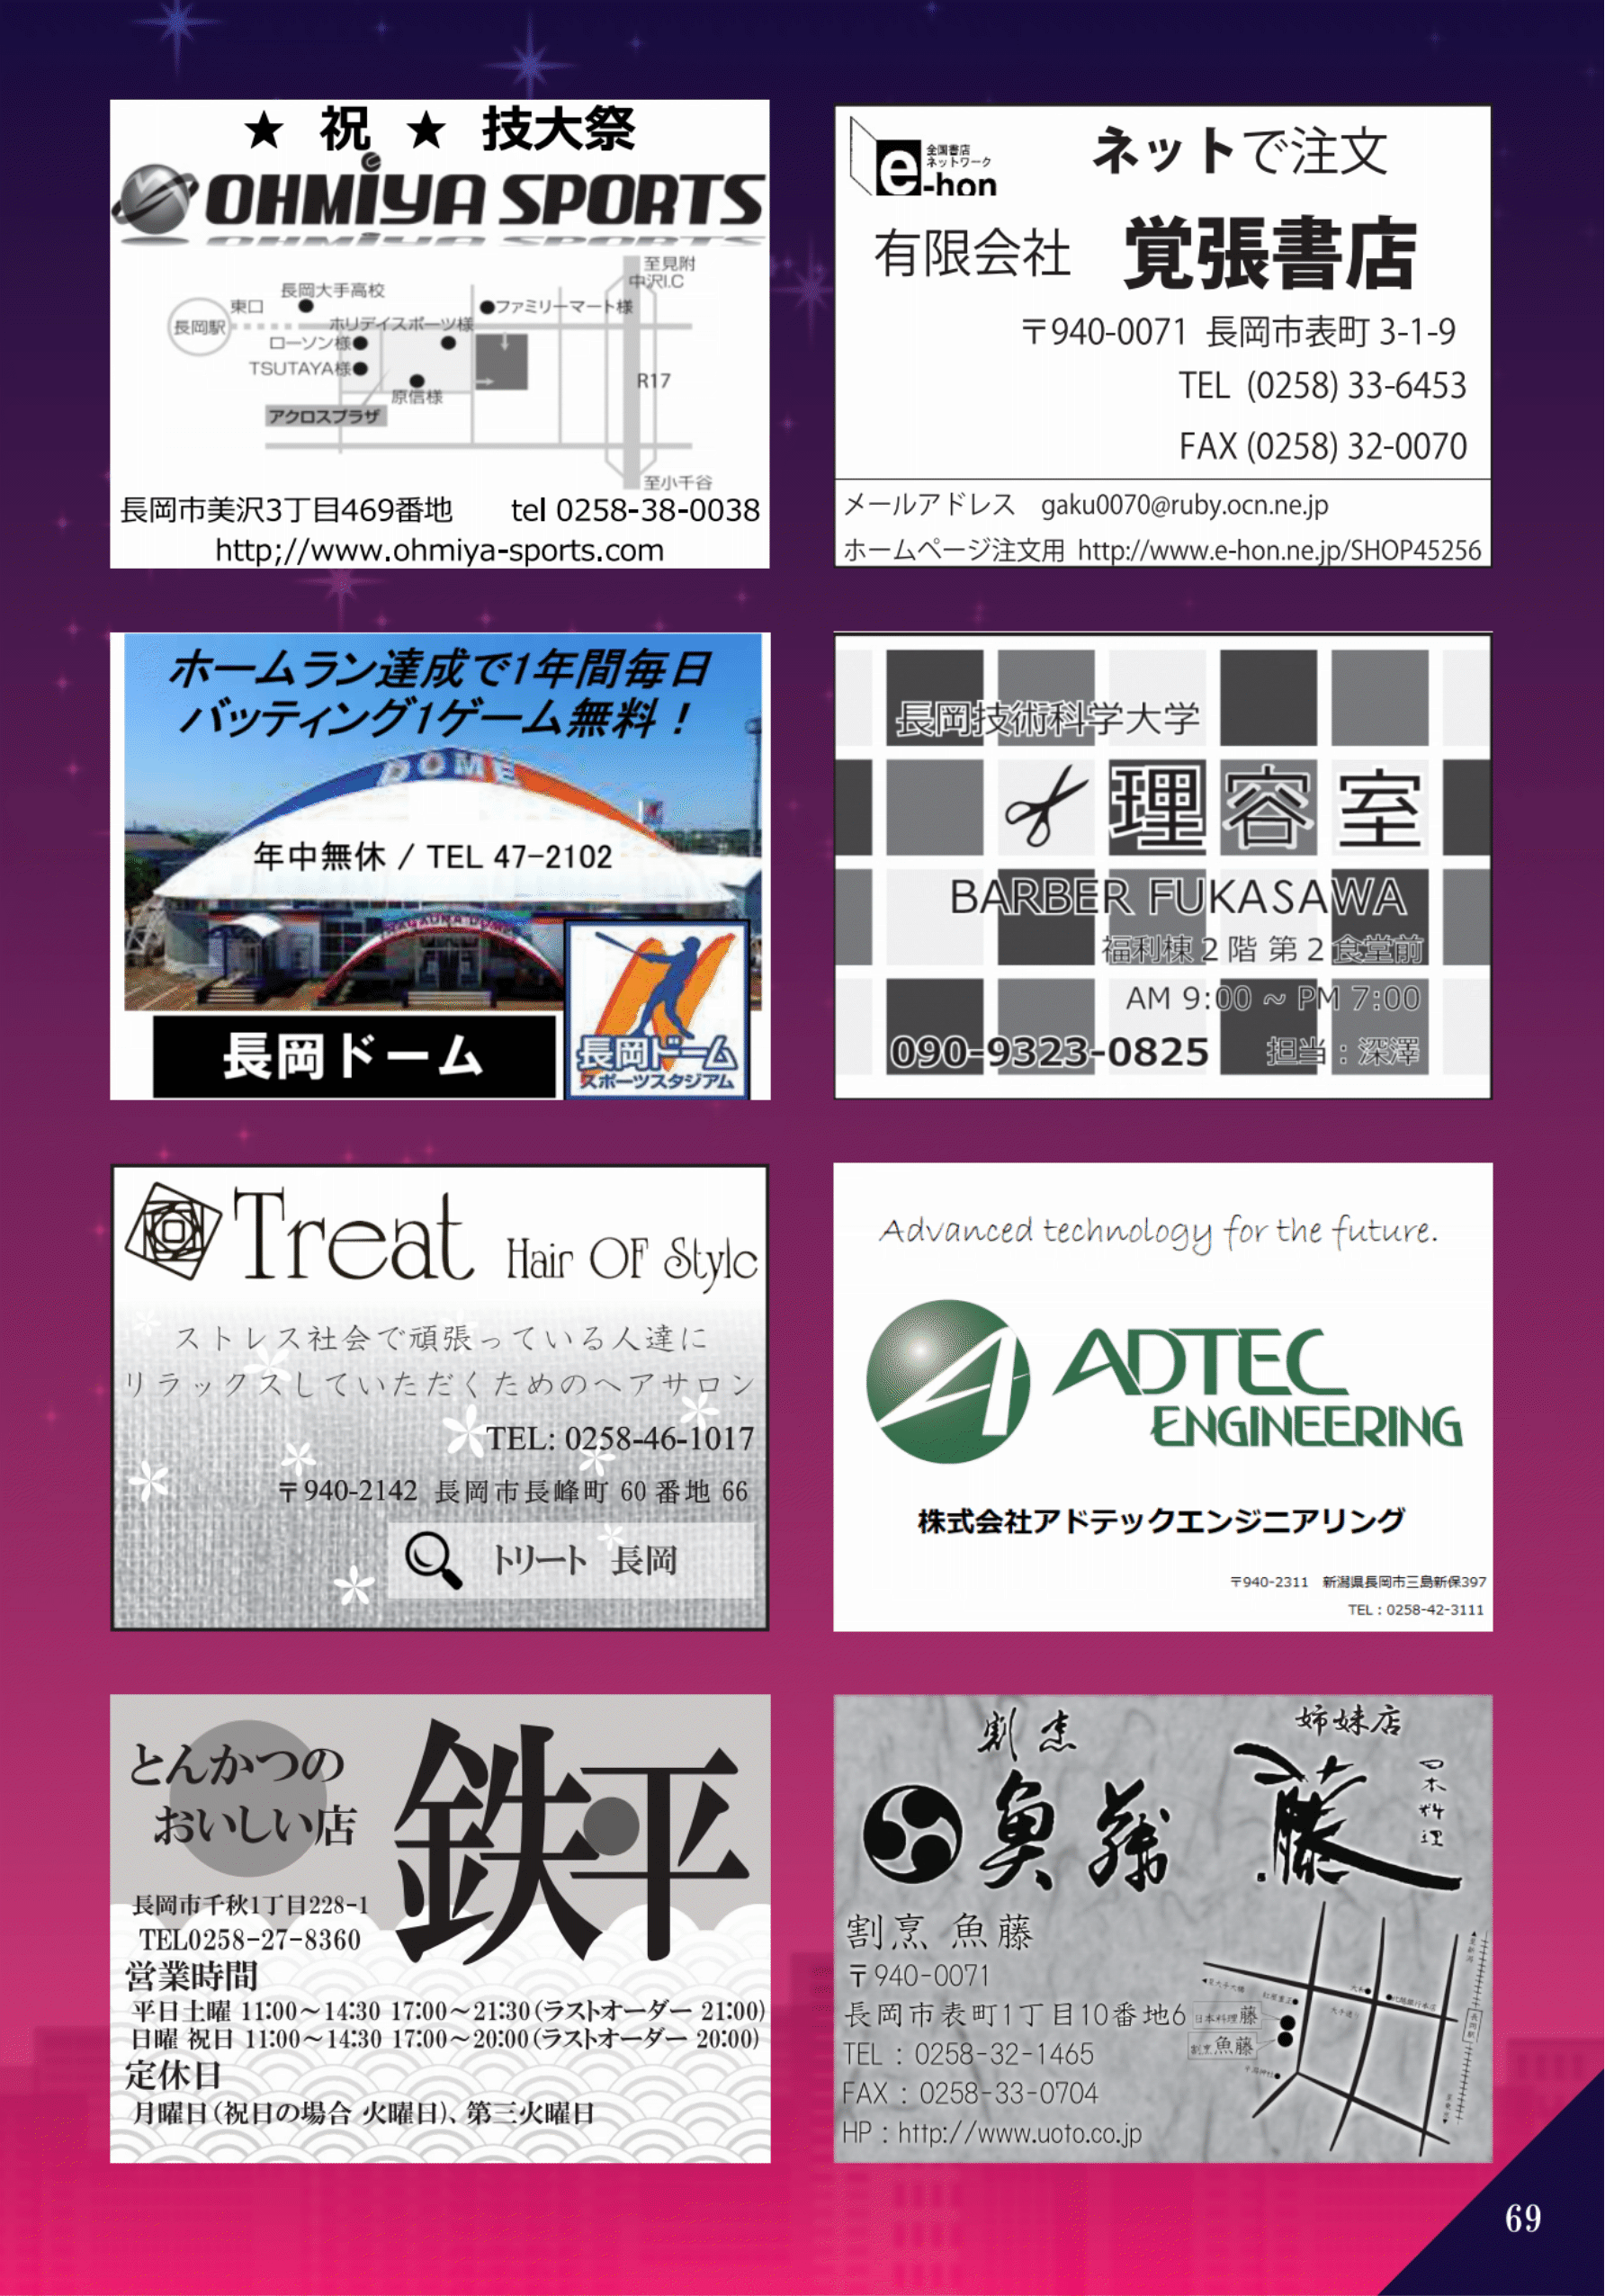 ★ 祝 ★ 技大祭
OHMiYA SPORTS
至見附
中沢I.C
長岡大手高校
東口
長岡駅
ファミリーマート様
ホリデイスポーツ様
ローソン様
TSUTAYA様
R17
原信様
アクロスプラザ
至小千谷
長岡市美沢3丁目469番地 tel 0258-38-0038
http;//www.ohmiya-sports.com
全国書店
ネットワーク
e-hon
ネットで注文
有限会社 覚張書店
〒940-0071 長岡市表町 3-1-9
TEL (0258) 33-6453
FAX (0258) 32-0070
メールアドレス gaku0070@ruby.ocn.ne.jp
ホームページ注文用 http://www.e-hon.ne.jp/SHOP45256
ホームラン達成で1年間毎日
バッティング1ゲーム無料！
DOME
年中無休 / TEL 47-2102
NAGAOKA DOME
長岡ドーム
長岡ドーム
スポーツスタジアム
長岡技術科学大学
理容室
BARBER FUKASAWA
福利棟 2 階 第 2 食堂前
AM 9:00 ~ PM 7:00
090-9323-0825 担当：深澤
Treat Hair OF Style
ストレス社会で頑張っている人達に
リラックスしていただくためのヘアサロン
TEL: 0258-46-1017
〒940-2142 長岡市長峰町 60 番地 66
トリート 長岡
Advanced technology for the future.
ADTEC
ENGINEERING
株式会社アドテックエンジニアリング
〒940-2311 新潟県長岡市三島新保397
TEL : 0258-42-3111
とんかつの
おいしい店
鉄平
長岡市千秋1丁目228-1
TEL0258-27-8360
営業時間
平日土曜 11:00～14:30 17:00～21:30（ラストオーダー 21:00）
日曜 祝日 11:00～14:30 17:00～20:00（ラストオーダー 20:00）
定休日
月曜日（祝日の場合 火曜日）、第三火曜日
割烹
魚藤
姉妹店
藤
日本料理
割烹 魚藤
〒940-0071
長岡市表町1丁目10番地6
TEL : 0258-32-1465
FAX : 0258-33-0704
HP : http://www.uoto.co.jp
大手通り
日本料理 藤
割烹 魚藤
長岡駅
69